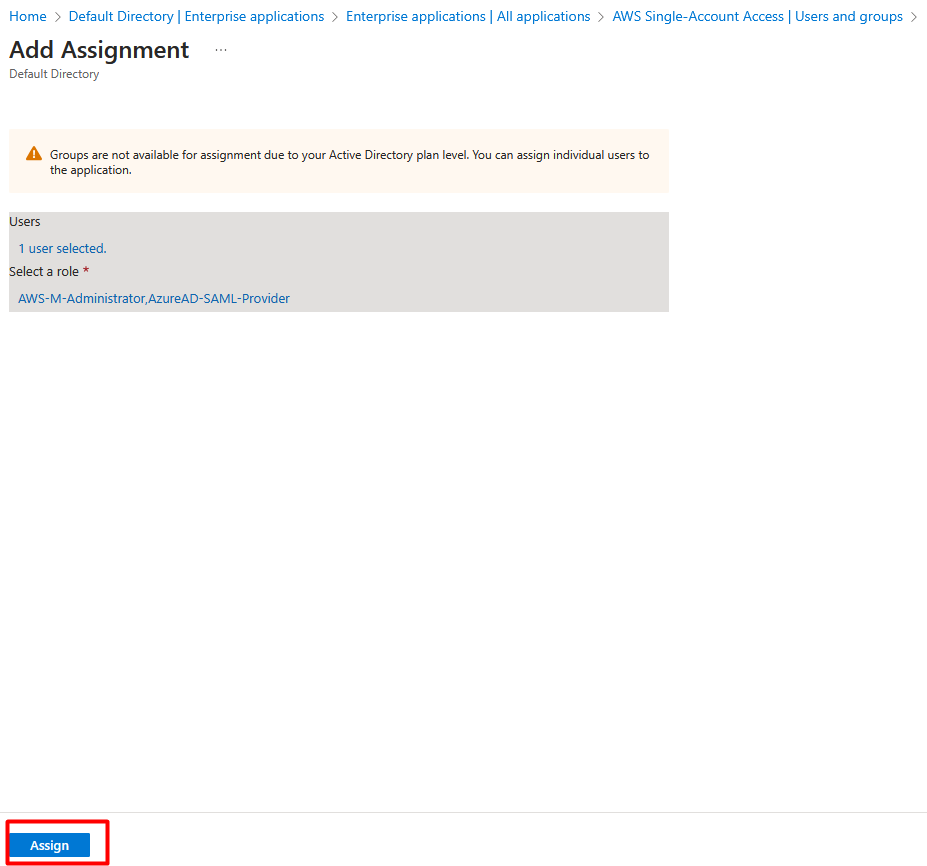 Home > Default Directory | Enterprise applications > Enterprise applications | All applications > AWS Single-Account Access | Users and groups >
Add Assignment ...
Default Directory
Groups are not available for assignment due to your Active Directory plan level. You can assign individual users to
the application.
Users
1 user selected.
Select a role *
AWS-M-Administrator,AzureAD-SAML-Provider
Assign